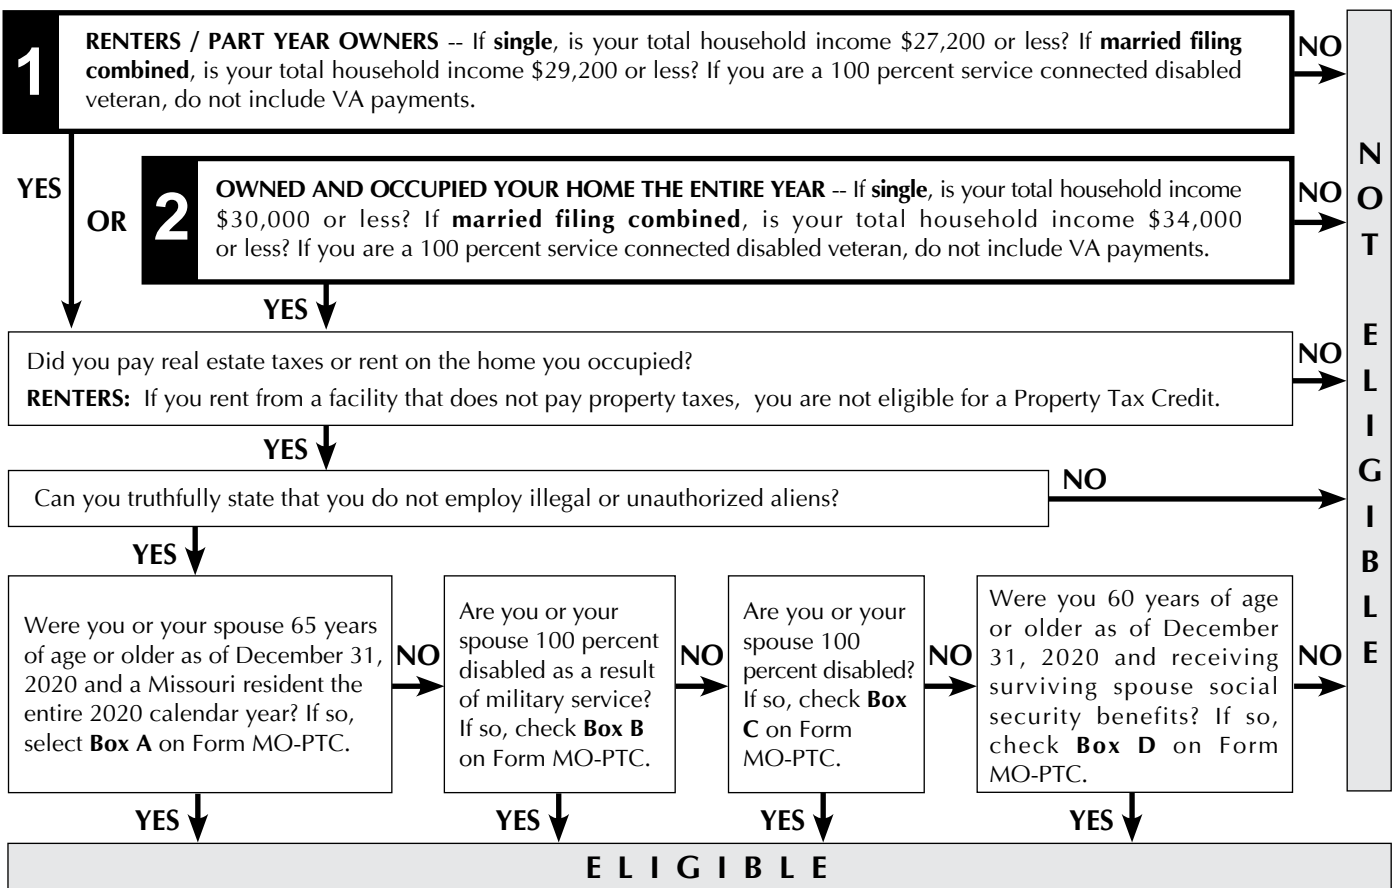 1
RENTERS / PART YEAR OWNERS -- If single, is your total household income $27,200 or less? If married filing
combined, is your total household income $29,200 or less? If you are a 100 percent service connected disabled
veteran, do not include VA payments.
NO
YES
OR
2
OWNED AND OCCUPIED YOUR HOME THE ENTIRE YEAR -- If single, is your total household income
$30,000 or less? If married filing combined, is your total household income $34,000
or less? If you are a 100 percent service connected disabled veteran, do not include VA payments.
NO
YES
Did you pay real estate taxes or rent on the home you occupied?
RENTERS: If you rent from a facility that does not pay property taxes, you are not eligible for a Property Tax Credit.
NO
YES
Can you truthfully state that you do not employ illegal or unauthorized aliens?
NO
YES
Were you or your spouse 65 years
of age or older as of December 31,
2020 and a Missouri resident the
entire 2020 calendar year? If so,
select Box A on Form MO-PTC.
NO
Are you or your
spouse 100 percent
disabled as a result
of military service?
If so, check Box B
on Form MO-PTC.
NO
Are you or your
spouse 100
percent disabled?
If so, check Box
C on Form
MO-PTC.
NO
Were you 60 years of age
or older as of December
31, 2020 and receiving
surviving spouse social
security benefits? If so,
check Box D on Form
MO-PTC.
NO
YES
YES
YES
YES
NOT ELIGIBLE
ELIGIBLE